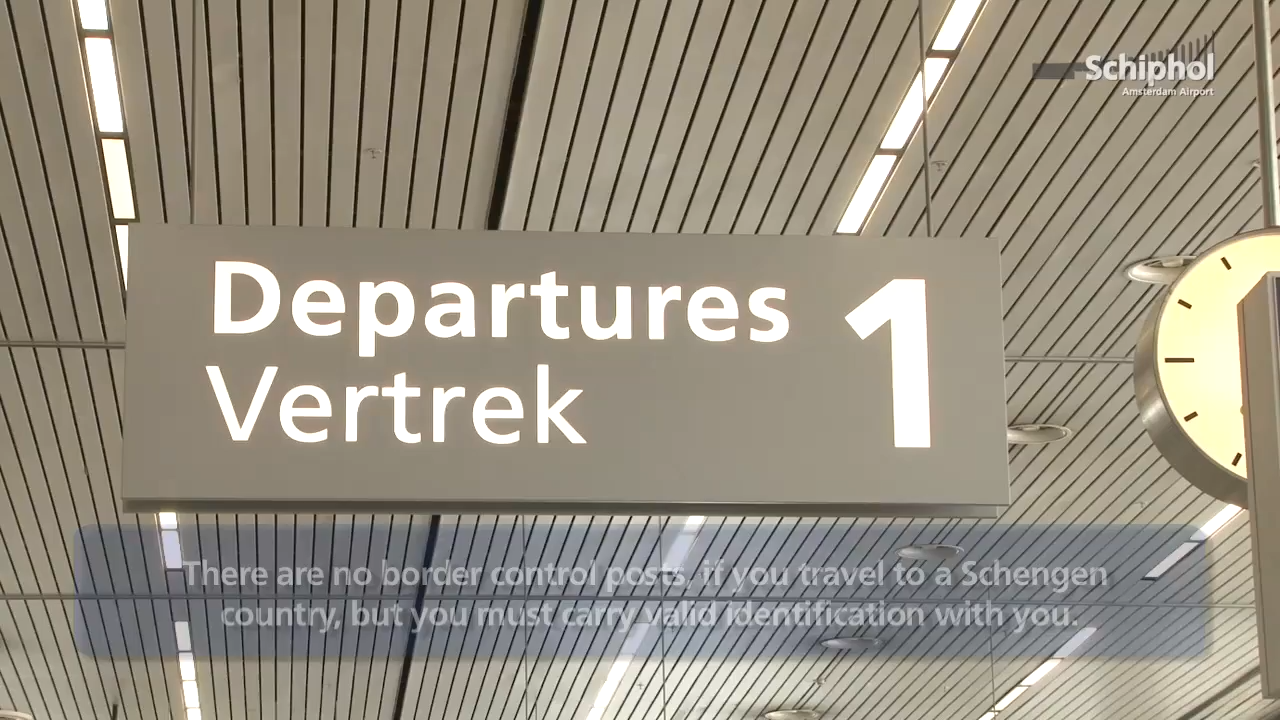 Schiphol
Amsterdam Airport
Departures 1
Vertrek
There are no border control posts, if you travel to a Schengen
country, but you must carry valid identification with you.